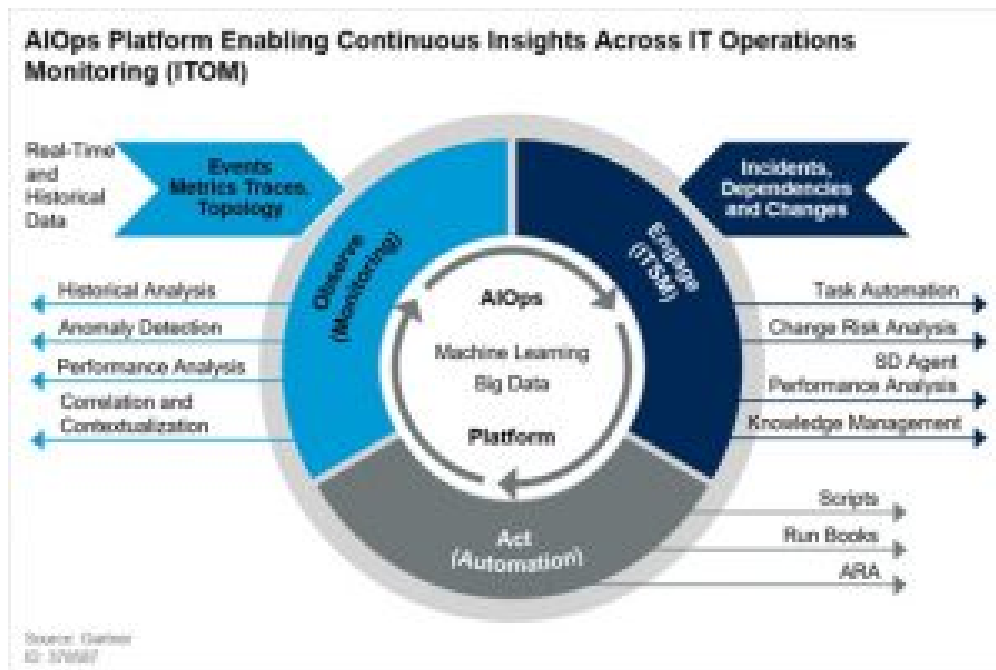 AIOps Platform Enabling Continuous Insights Across IT Operations
Monitoring (ITOM)
Real-Time
and
Historical
Data
Events
Metrics Traces,
Topology
Incidents,
Dependencies
and Changes
Observe
(Monitoring)
Engage
(ITSM)
AIOps
Machine Learning
Big Data
Platform
Historical Analysis
Anomaly Detection
Performance Analysis
Correlation and
Contextualization
Task Automation
Change Risk Analysis
SD Agent
Performance Analysis
Knowledge Management
Act
(Automation)
Scripts
Run Books
ARA
Source: Gartner
ID: